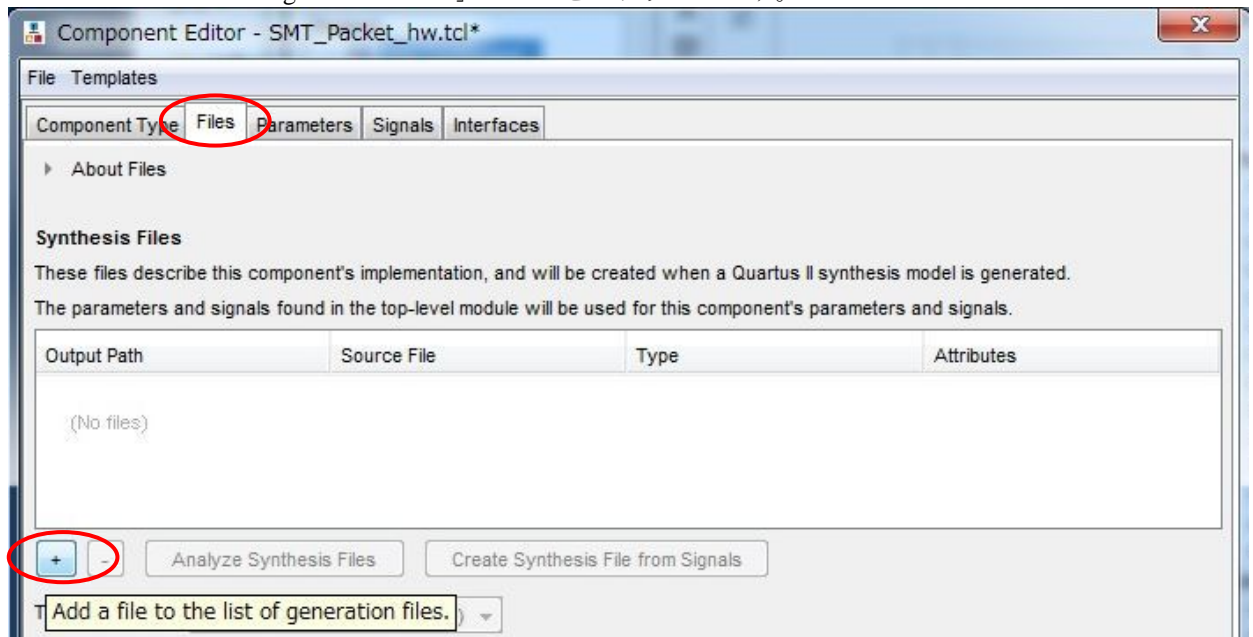 Component Editor - SMT_Packet_hw.tcl*
File Templates
Component Type Files Parameters Signals Interfaces
About Files
Synthesis Files
These files describe this component's implementation, and will be created when a Quartus II synthesis model is generated.
The parameters and signals found in the top-level module will be used for this component's parameters and signals.
Output Path Source File Type Attributes
(No files)
+ - Analyze Synthesis Files Create Synthesis File from Signals
Add a file to the list of generation files.